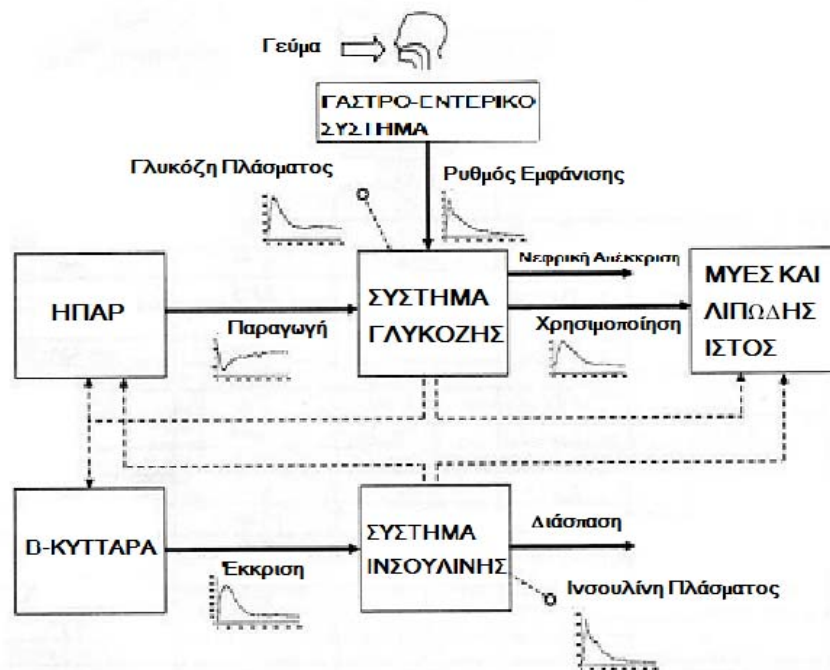 Γεύμα
ΓΑΣΤΡΟ-ΕΝΤΕΡΙΚΟ
ΣΥΣΤΗΜΑ
Γλυκόζη Πλάσματος
Ρυθμός Εμφάνισης
ΗΠΑΡ
Παραγωγή
ΣΥΣΤΗΜΑ
ΓΛΥΚΟΖΗΣ
Νεφρική Απέκκριση
Χρησιμοποίηση
ΜΥΕΣ ΚΑΙ
ΛΙΠΩΔΗΣ
ΙΣΤΟΣ
Β-ΚΥΤΤΑΡΑ
Έκκριση
ΣΥΣΤΗΜΑ
ΙΝΣΟΥΛΙΝΗΣ
Διάσπαση
Ινσουλίνη Πλάσματος